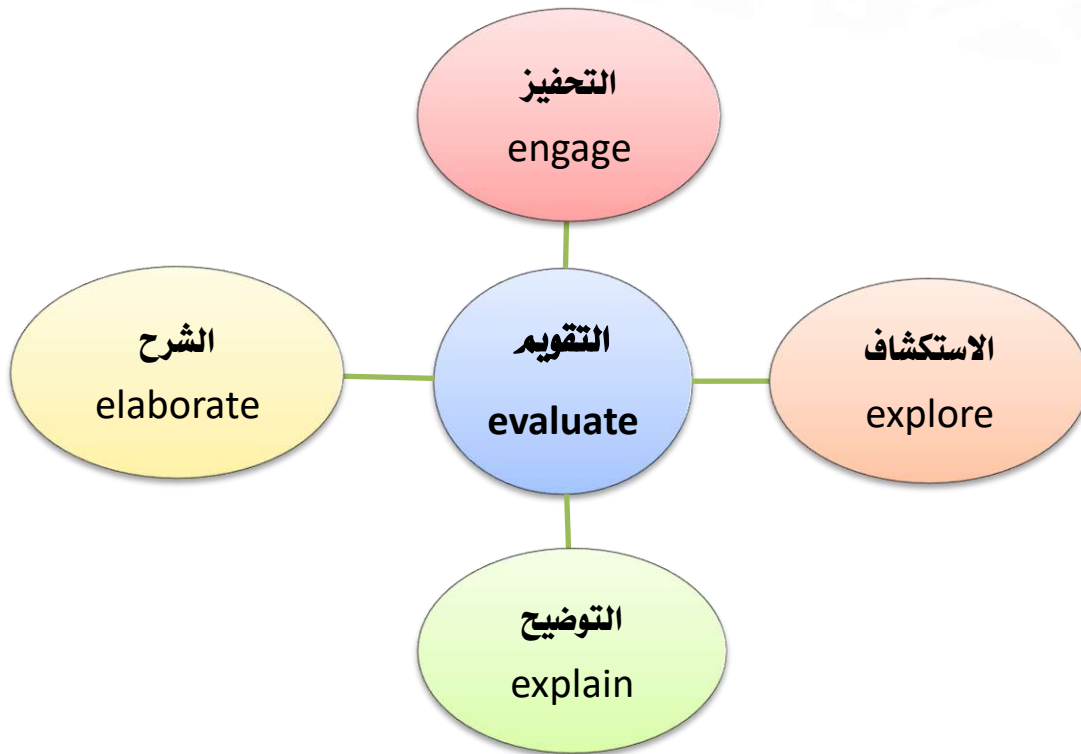 التحفيز
engage
الشرح
elaborate
التقويم
evaluate
الاستكشاف
explore
التوضيح
explain